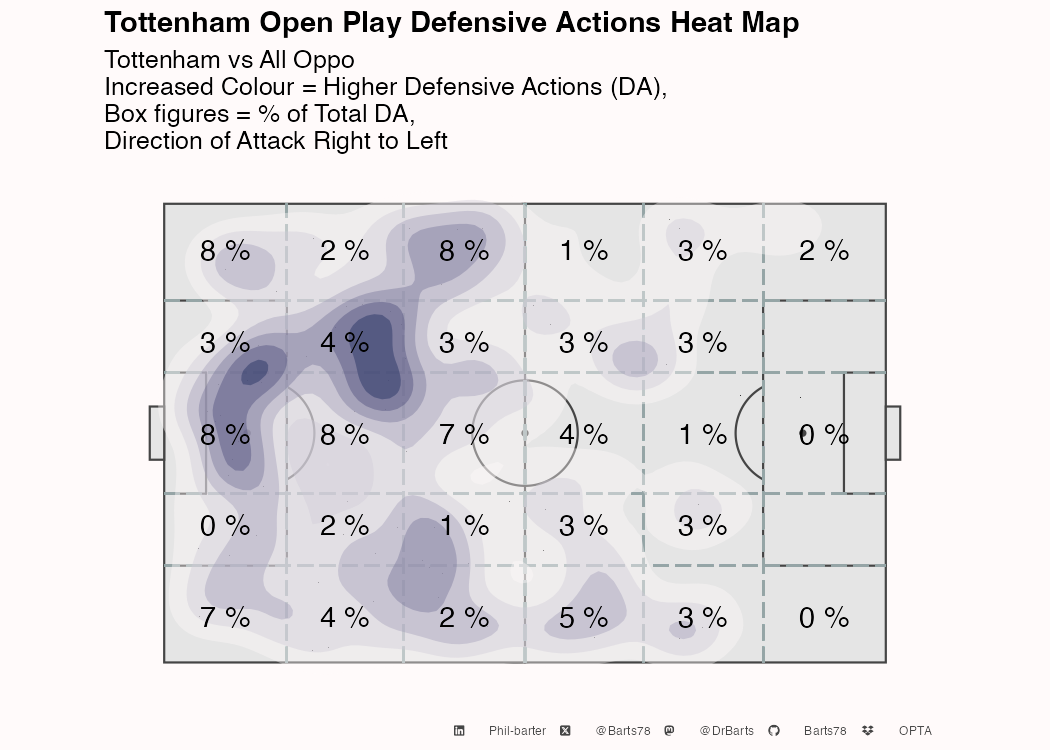 Tottenham Open Play Defensive Actions Heat Map
Tottenham vs All Oppo
Increased Colour = Higher Defensive Actions (DA),
Box figures = % of Total DA,
Direction of Attack Right to Left
8 % 2 % 8 % 1 % 3 % 2 %
3 % 4 % 3 % 3 % 3 %
8 % 8 % 7 % 4 % 1 % 0 %
0 % 2 % 1 % 3 % 3 %
7 % 4 % 2 % 5 % 3 % 0 %
Phil-barter @Barts78 @DrBarts Barts78 OPTA